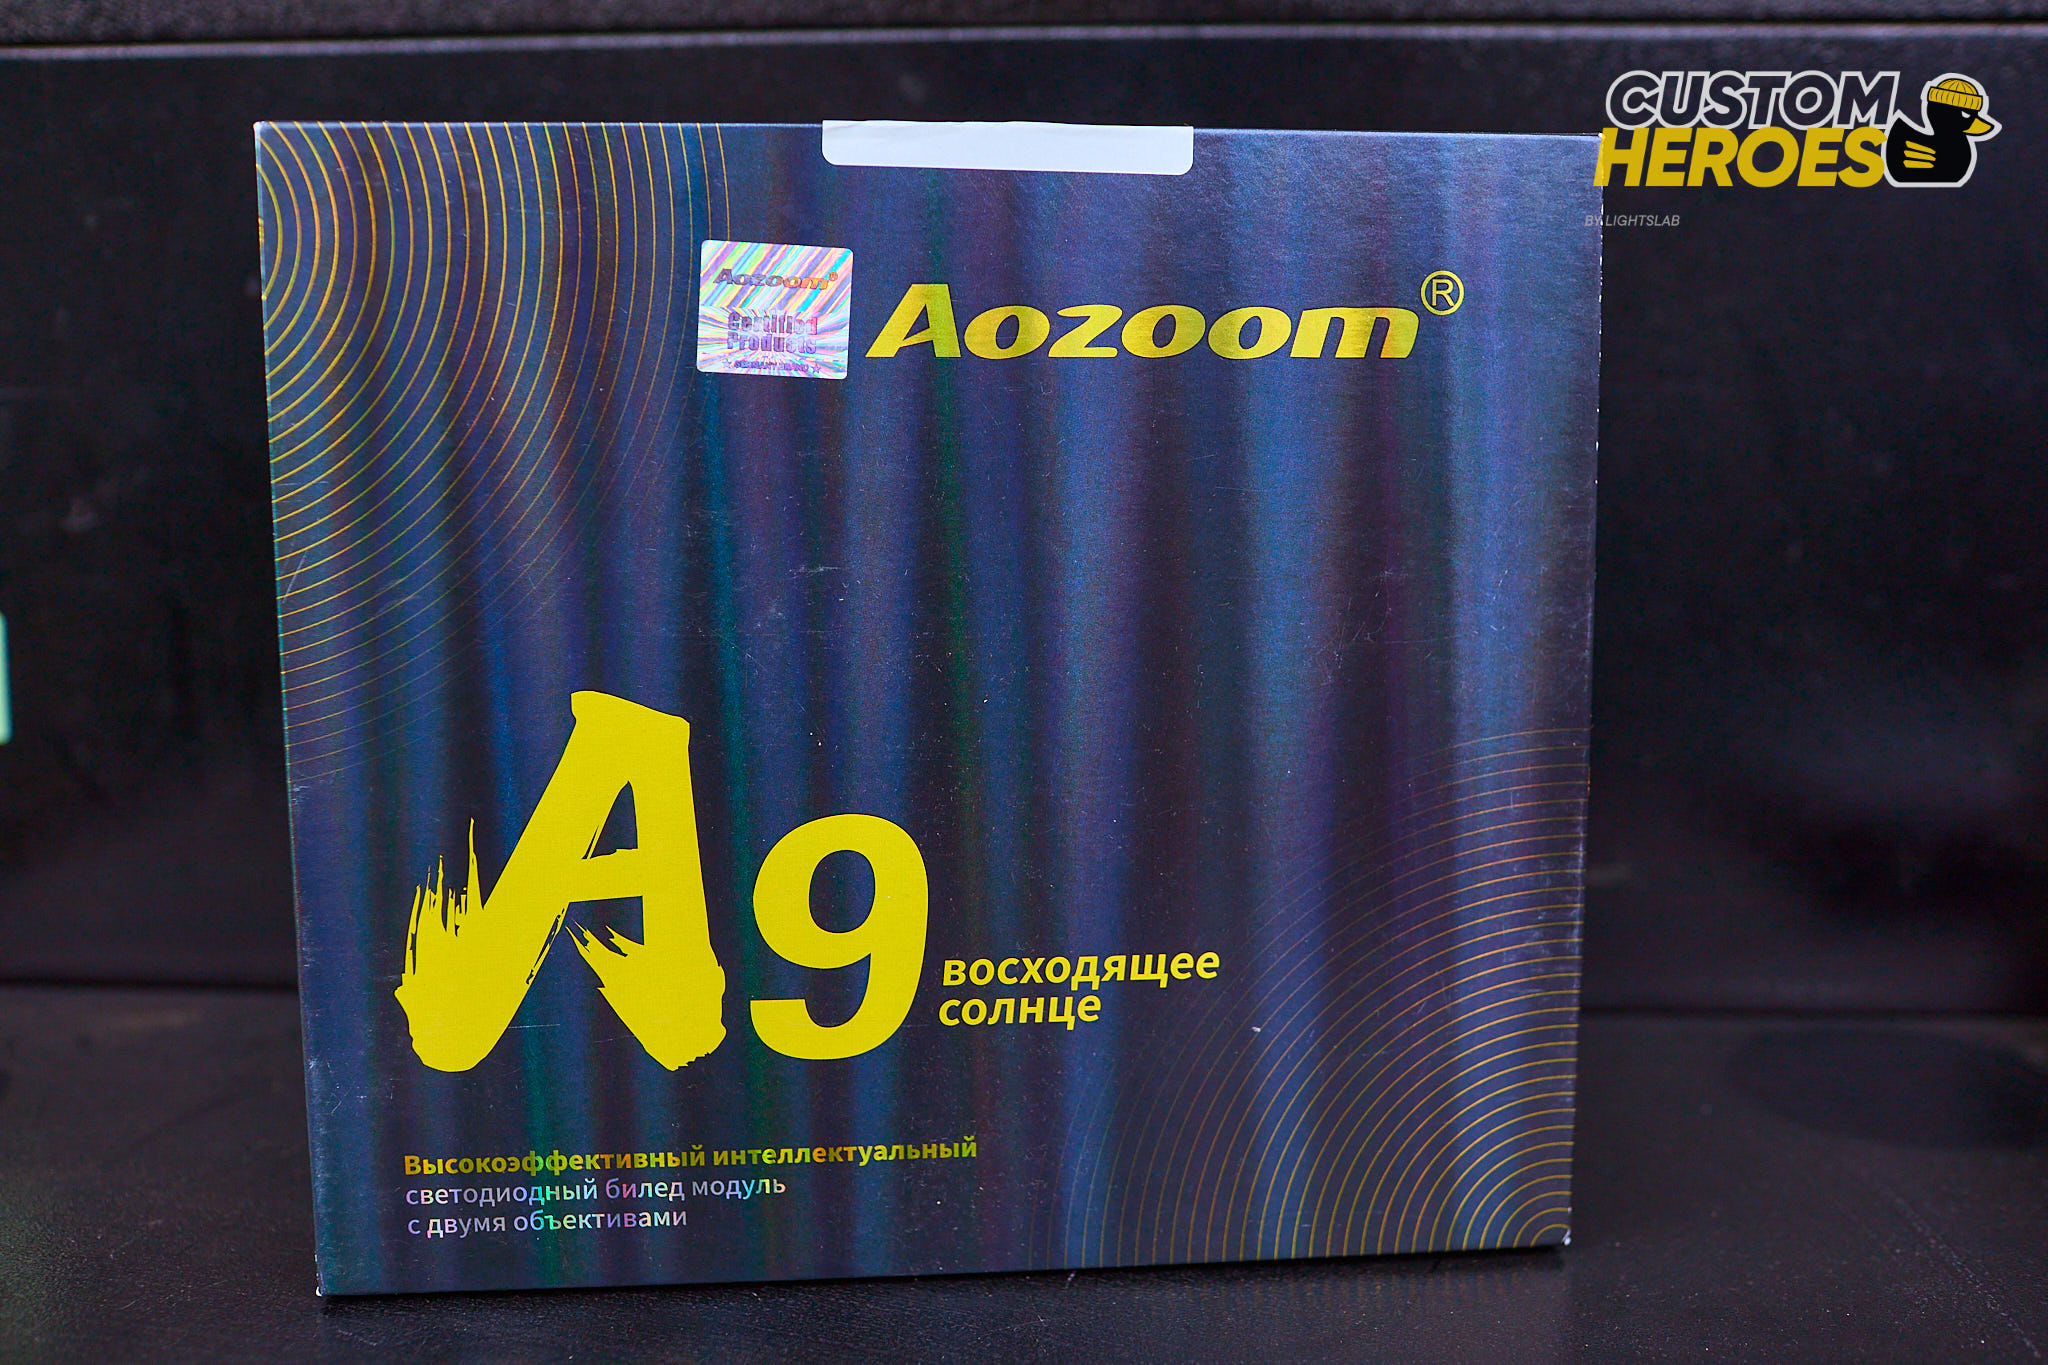 CUSTOM
HEROES
BY LIGHTSLAB
Aozoom®
Certified
Products
Aozoom®
A9
восходящее
солнце
Высокоэффективный интеллектуальный
светодиодный билед модуль
с двумя объективами